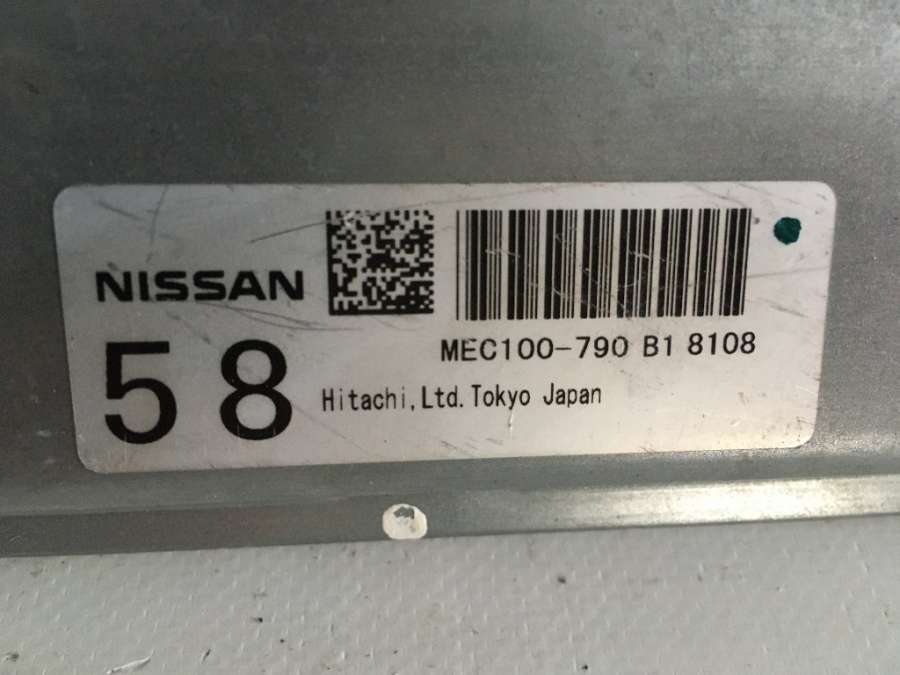 NISSAN
MEC100-790 B1 8108
58
Hitachi,Ltd.Tokyo Japan